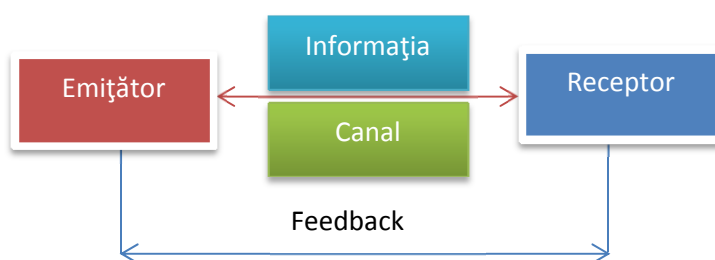 Informaţia
Emiţător
Receptor
Canal
Feedback